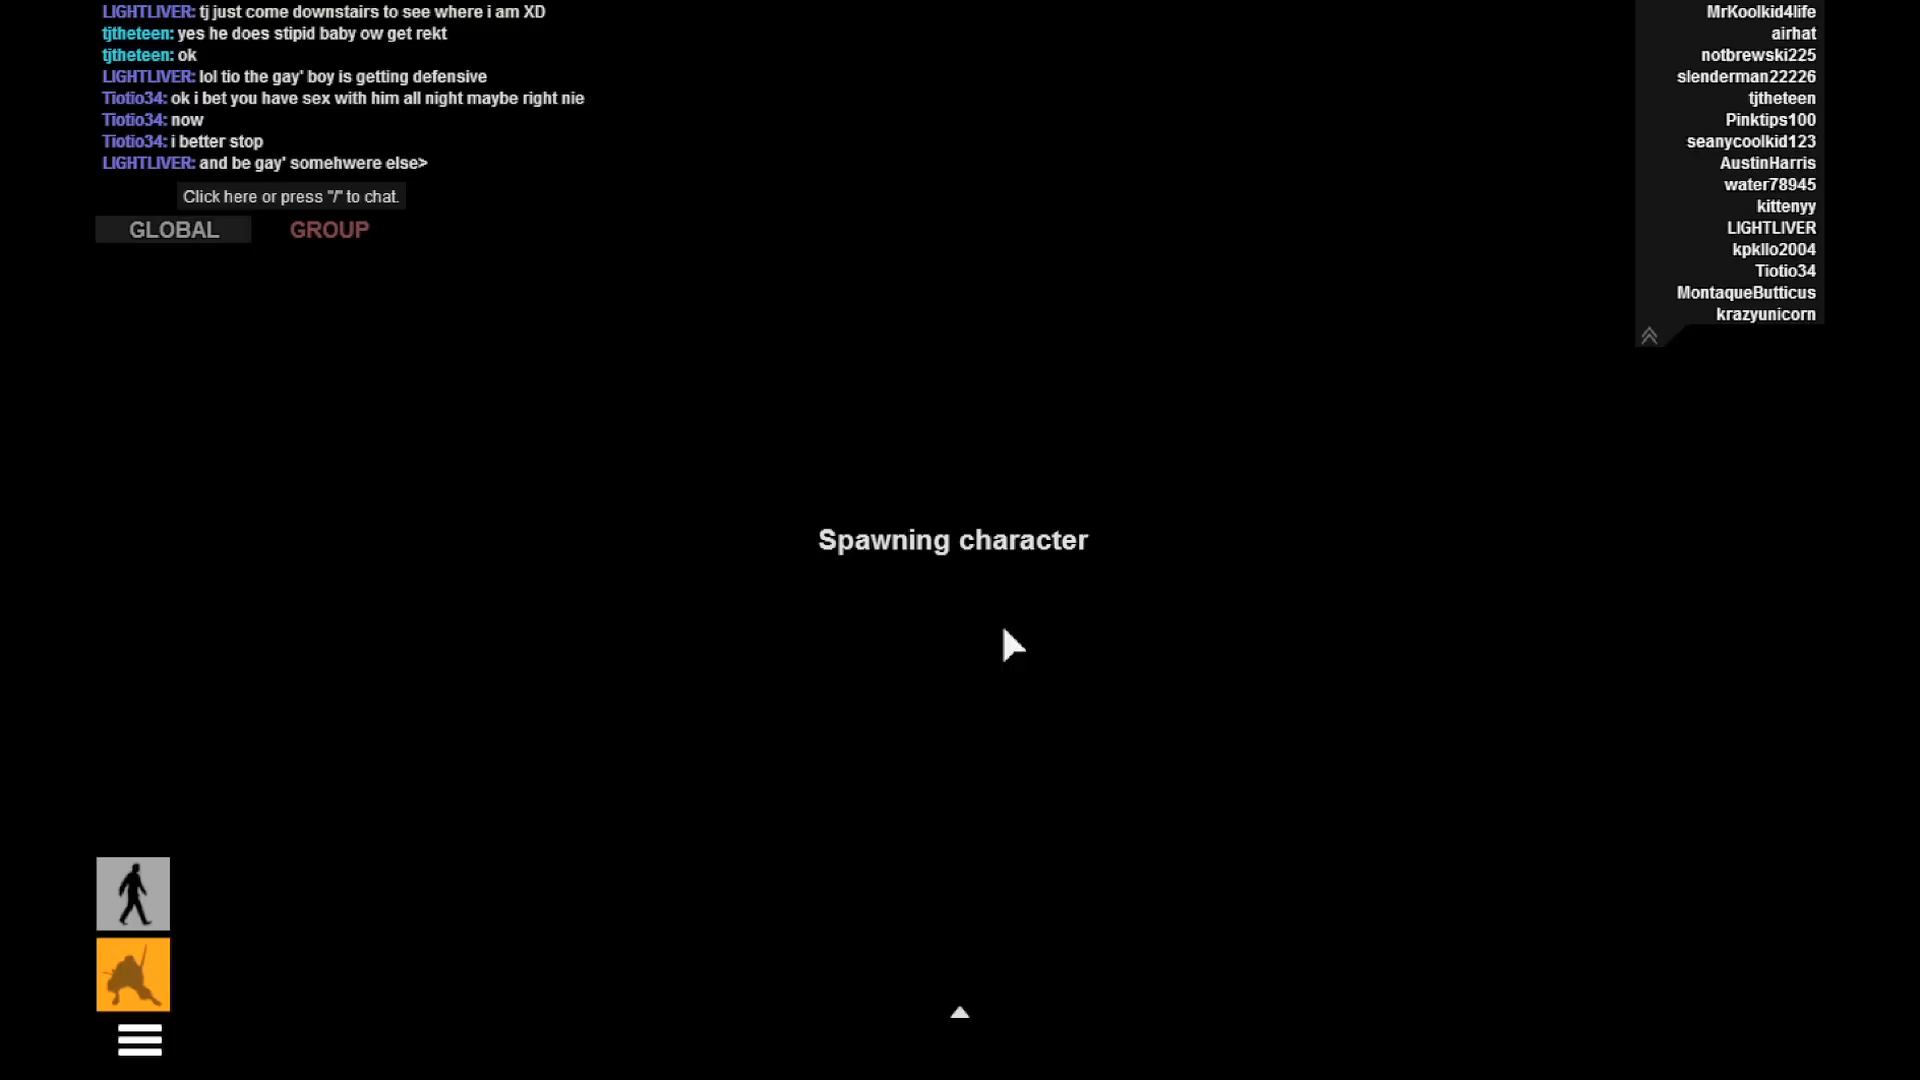 LIGHTLIVER: tj just come downstairs to see where i am XD
tjtheteen: yes he does stipid baby ow get rekt
tjtheteen: ok
LIGHTLIVER: lol tio the gay' boy is getting defensive
Tiotio34: ok i bet you have sex with him all night maybe right nie
Tiotio34: now
Tiotio34: i better stop
LIGHTLIVER: and be gay' somehwere else>
Click here or press "/" to chat.
GLOBAL GROUP
MrKoolkid4life
airhat
notbrewski225
slenderman22226
tjtheteen
Pinktips100
seanycoolkid123
AustinHarris
water78945
kittenyy
LIGHTLIVER
kpkllo2004
Tiotio34
MontaqueButticus
krazyunicorn
Spawning character